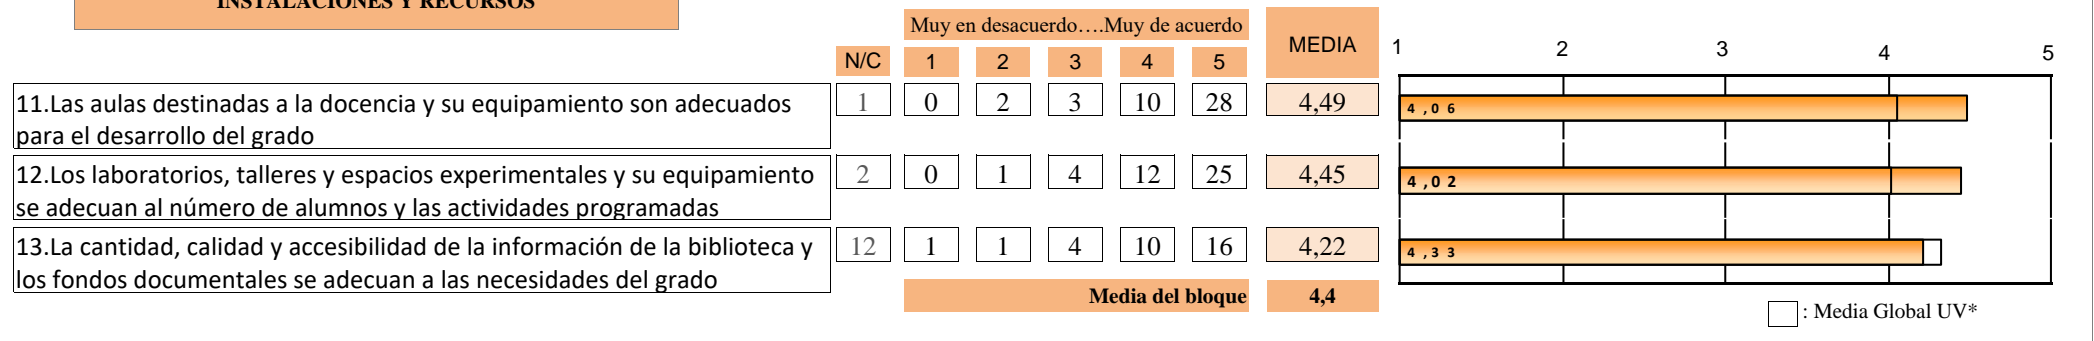 INSTALACIONES Y RECURSOS
Muy en desacuerdo….Muy de acuerdo
MEDIA
N/C 1 2 3 4 5
1 2 3 4 5
11.Las aulas destinadas a la docencia y su equipamiento son adecuados
para el desarrollo del grado
1 0 2 3 10 28 4,49
4,06
12.Los laboratorios, talleres y espacios experimentales y su equipamiento
se adecuan al número de alumnos y las actividades programadas
2 0 1 4 12 25 4,45
4,02
13.La cantidad, calidad y accesibilidad de la información de la biblioteca y
los fondos documentales se adecuan a las necesidades del grado
12 1 1 4 10 16 4,22
4,33
Media del bloque 4,4
: Media Global UV*